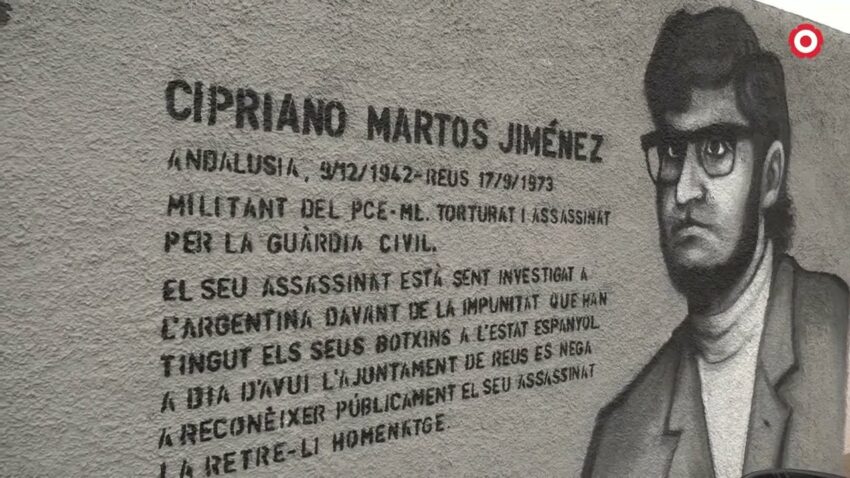 CIPRIANO MARTOS JIMÉNEZ
ANDALUSIA, 9/12/1942-REUS 17/9/1973
MILITANT DEL PCE-ML. TORTURAT I ASSASSINAT
PER LA GUÀRDIA CIVIL.
EL SEU ASSASSINAT ESTÀ SENT INVESTIGAT A
L'ARGENTINA DAVANT DE LA IMPUNITAT QUE HAN
TINGUT ELS SEUS BOTXINS A L'ESTAT ESPANYOL.
A DIA D'AVUI L'AJUNTAMENT DE REUS ES NEGA
A RECONÈIXER PÚBLICAMENT EL SEU ASSASSINAT
I A RETRE-LI HOMENATGE.